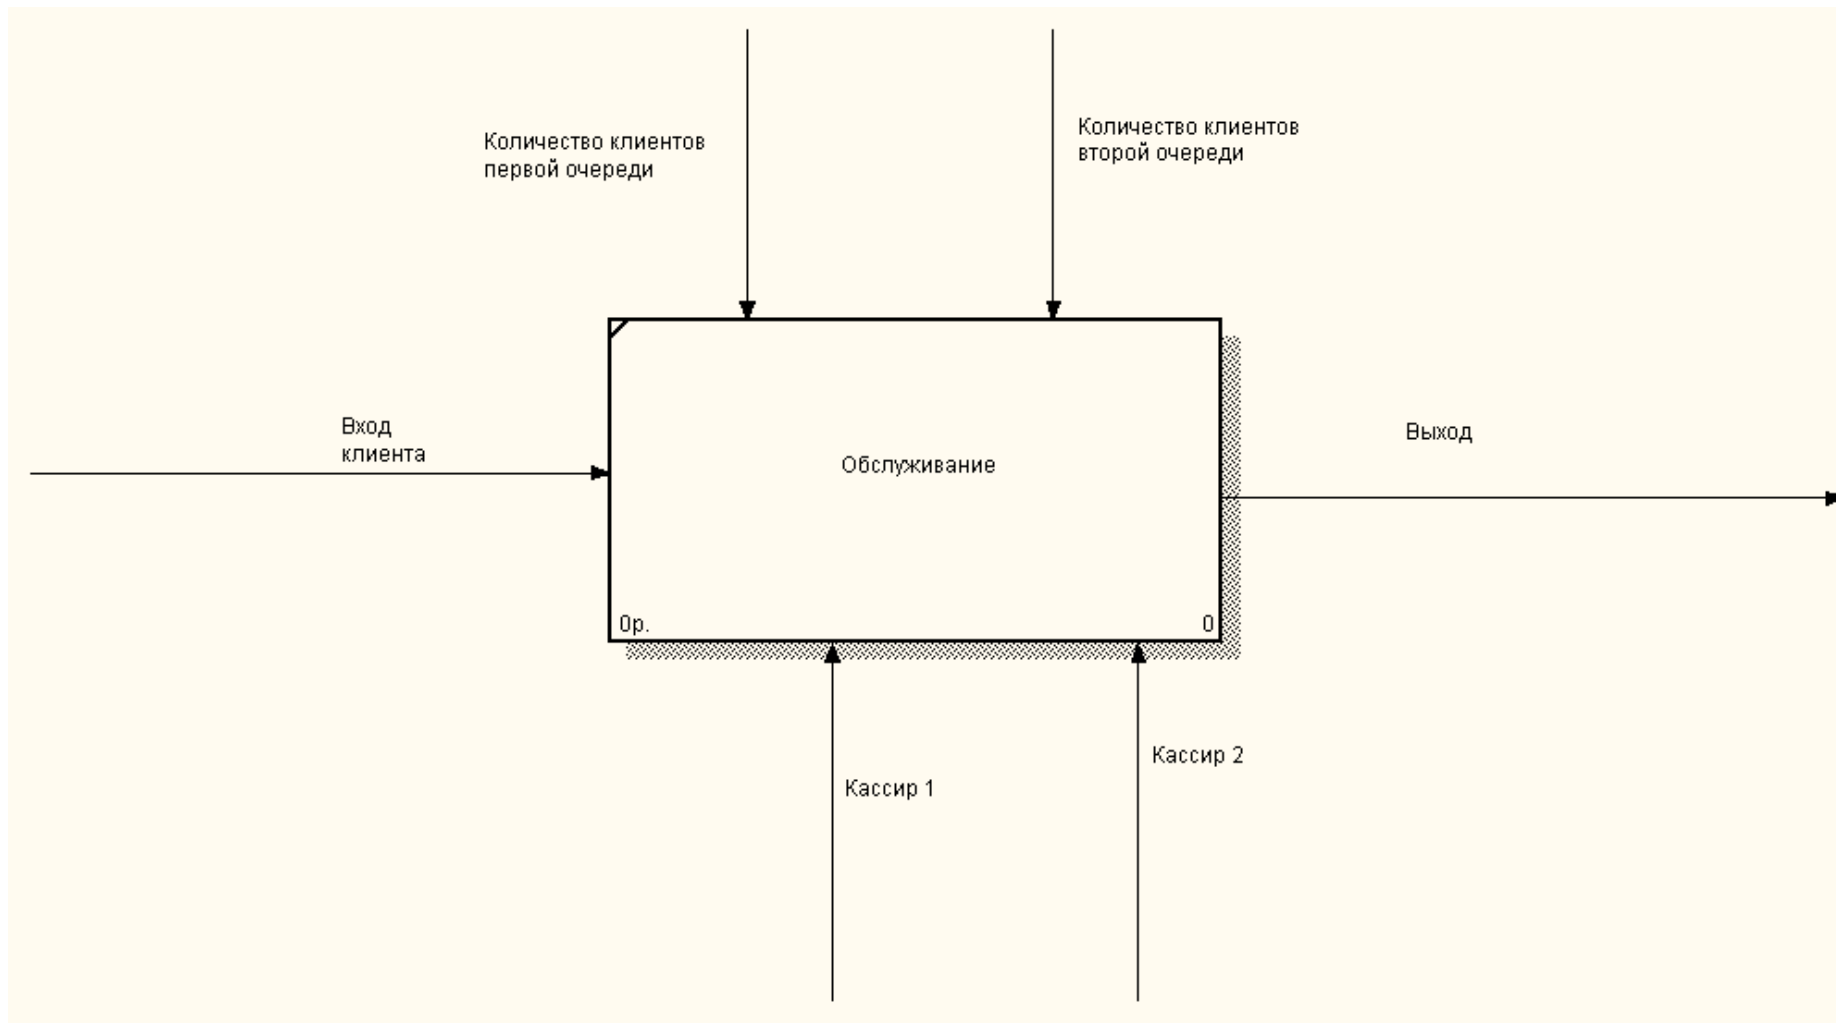 Количество клиентов
первой очереди
Количество клиентов
второй очереди
Вход
клиента
Обслуживание
Выход
0р.
0
Кассир 1
Кассир 2